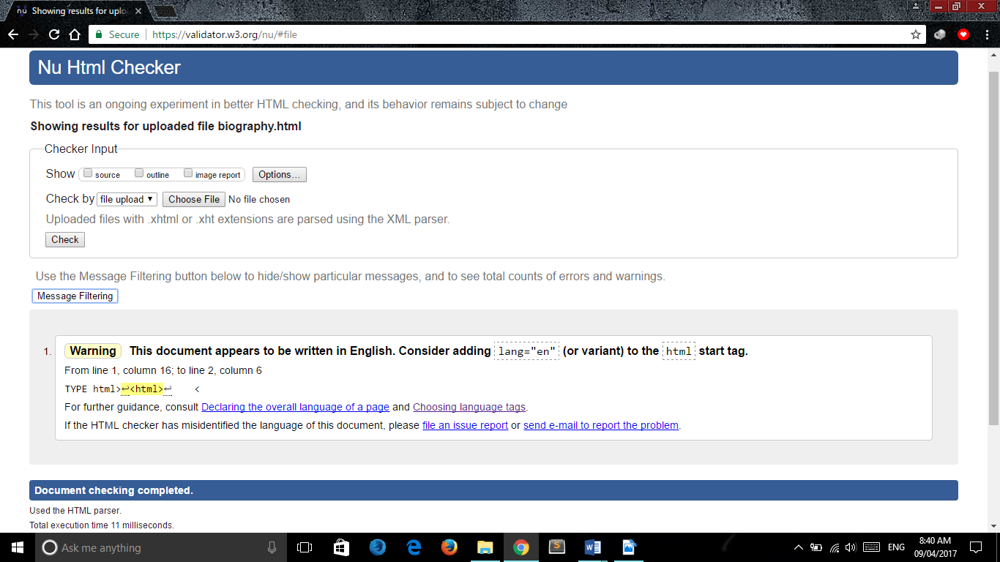 Showing results for uplo
Secure https://validator.w3.org/nu/#file
Nu Html Checker
This tool is an ongoing experiment in better HTML checking, and its behavior remains subject to change
Showing results for uploaded file biography.html
Checker Input
Show source outline image report Options...
Check by file upload Choose File No file chosen
Uploaded files with .xhtml or .xht extensions are parsed using the XML parser.
Check
Use the Message Filtering button below to hide/show particular messages, and to see total counts of errors and warnings.
Message Filtering
1. Warning This document appears to be written in English. Consider adding lang="en" (or variant) to the html start tag.
From line 1, column 16; to line 2, column 6
TYPE html>↩<html>↩ <
For further guidance, consult Declaring the overall language of a page and Choosing language tags.
If the HTML checker has misidentified the language of this document, please file an issue report or send e-mail to report the problem.
Document checking completed.
Used the HTML parser.
Total execution time 11 milliseconds.
Ask me anything
ENG
8:40 AM
09/04/2017